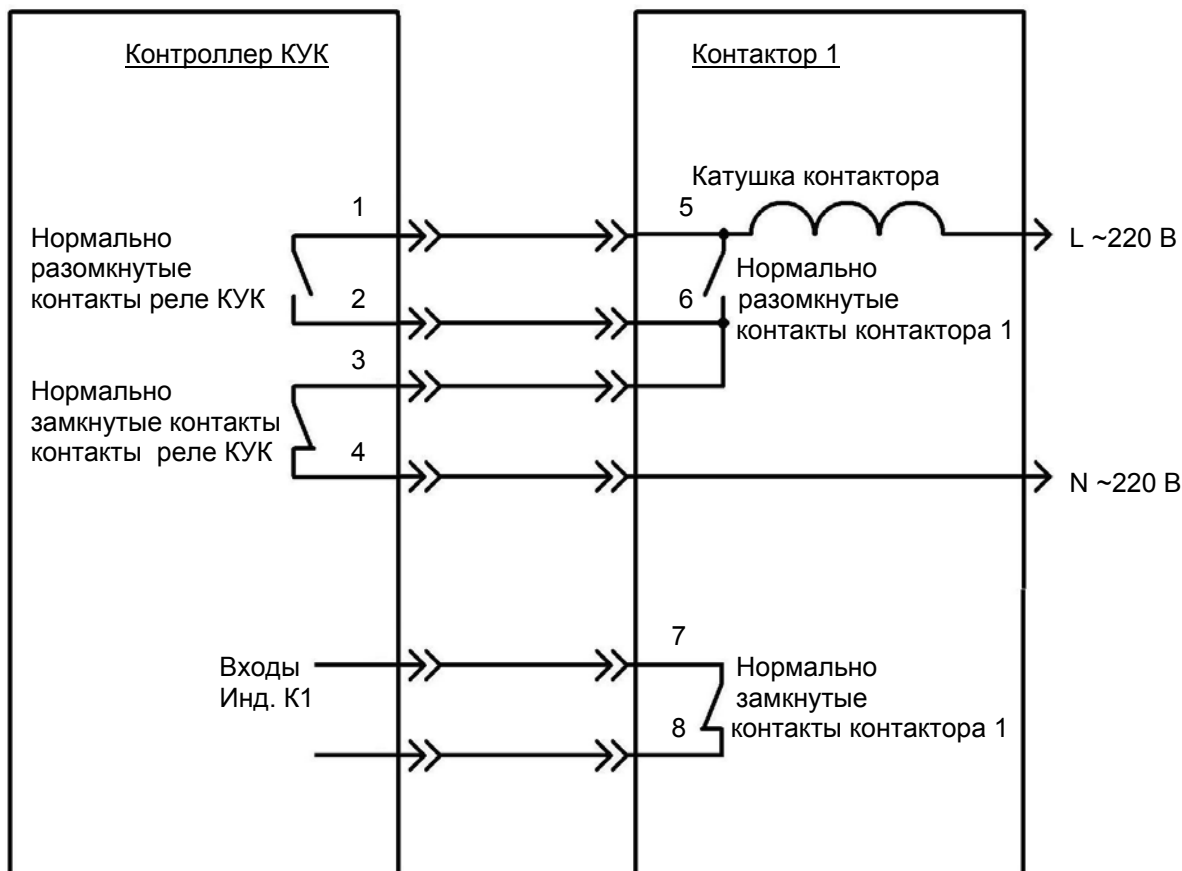 Контроллер КУК
Контактор 1
Катушка контактора
1
5
L ~220 В
Нормально
разомкнутые
контакты реле КУК
2
6
Нормально
разомкнутые
контакты контактора 1
3
Нормально
замкнутые контакты
контакты реле КУК
4
N ~220 В
7
Входы
Инд. К1
Нормально
замкнутые
8
контакты контактора 1